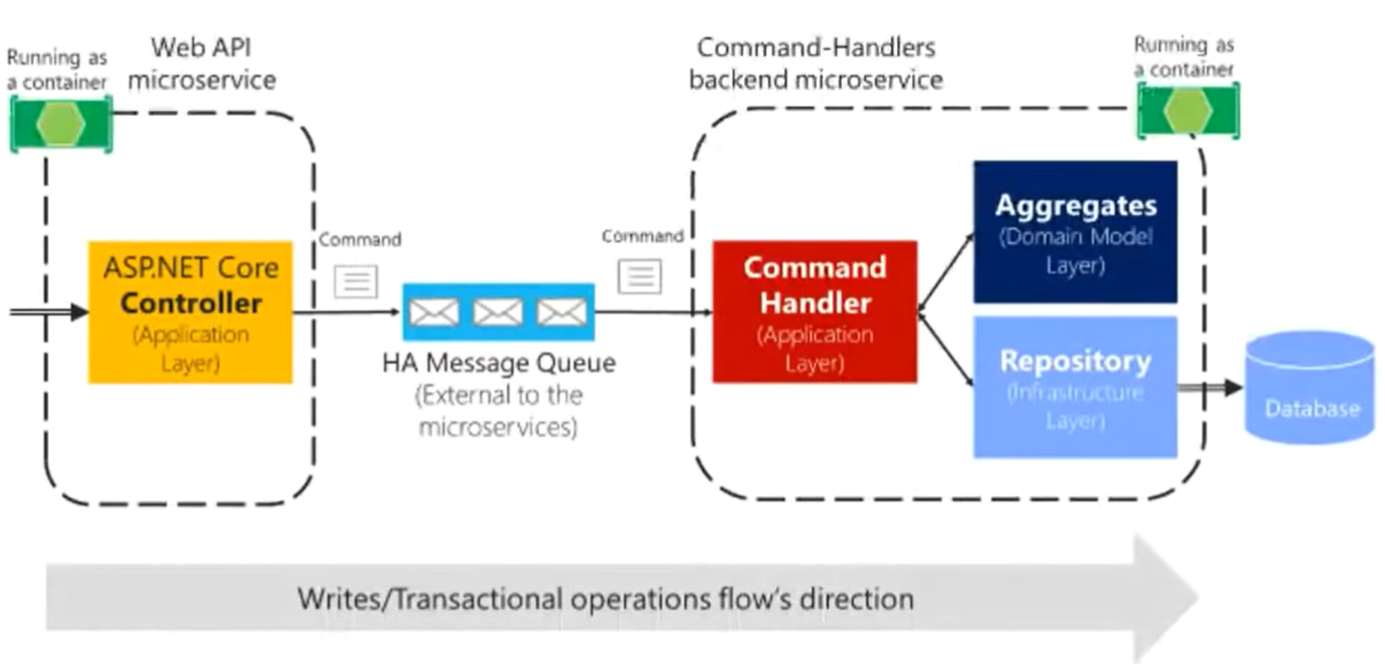 Running as
a container
Web API
microservice
Command-Handlers
backend microservice
Running as
a container
ASP.NET Core
Controller
(Application
Layer)
Command
HA Message Queue
(External to the
microservices)
Command
Command
Handler
(Application
Layer)
Aggregates
(Domain Model
Layer)
Repository
(Infrastructure
Layer)
Database
Writes/Transactional operations flow's direction